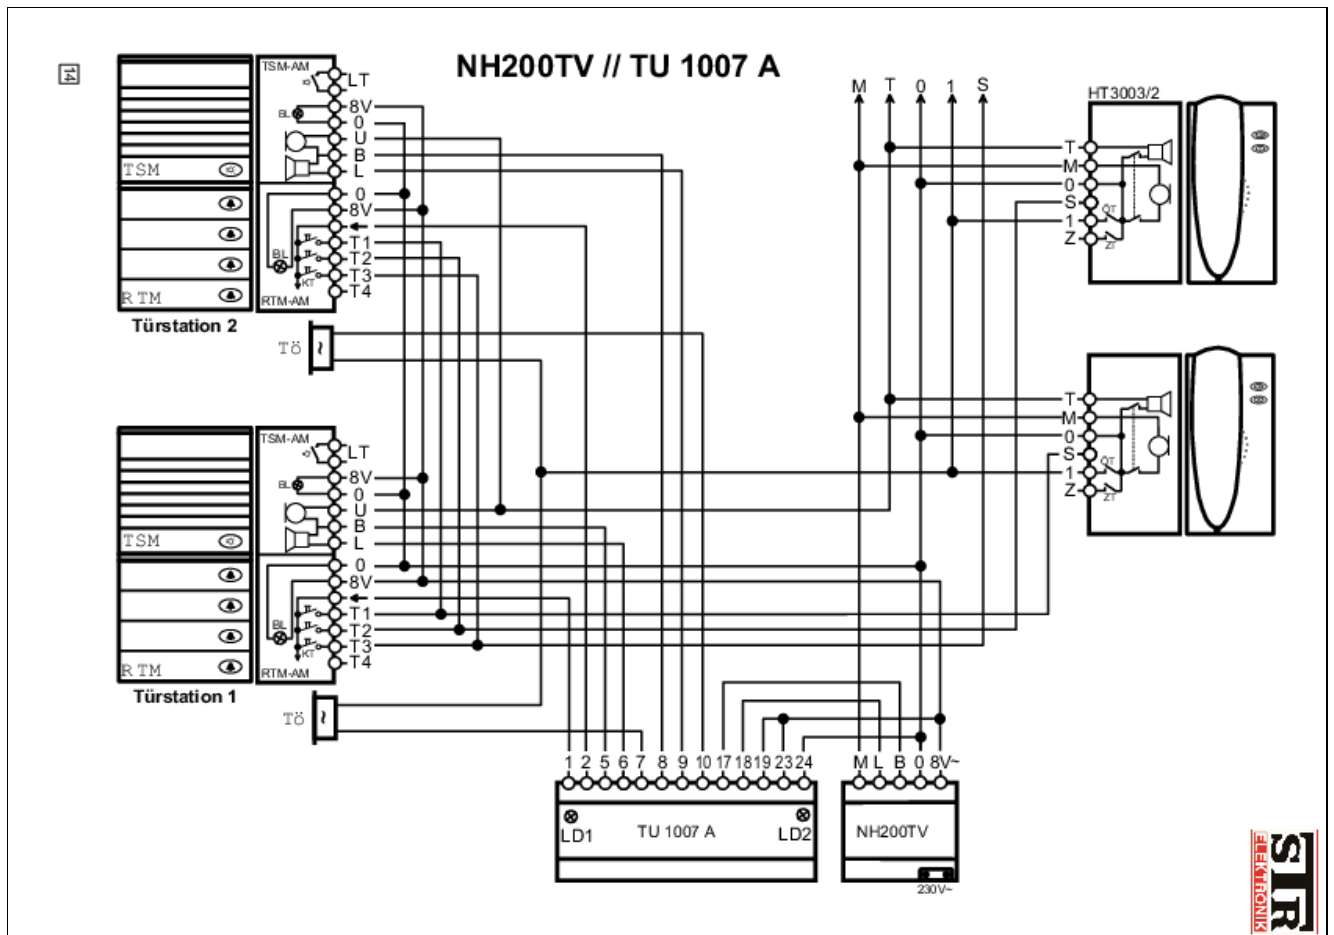 NH200TV // TU 1007 A
14
TSM-AM
LT
8V
BL
0
U
B
L
TSM
0
8V
T1
T2
BL
T3
KT
T4
RTM
RTM-AM
Türstation 2
TÖ
~
M T 0 1 S
HT3003/2
T
M
0
S
ÖT
1
Z
ZT
T
M
0
S
ÖT
1
Z
ZT
TSM-AM
LT
8V
BL
0
U
B
L
TSM
0
8V
T1
T2
BL
T3
KT
T4
RTM
RTM-AM
Türstation 1
TÖ
~
1 2 5 6 7 8 9 10 17 18 19 23 24
M L B 0 8V~
LD1
TU 1007 A
LD2
NH200TV
230V~
STR
ELEKTRONIK